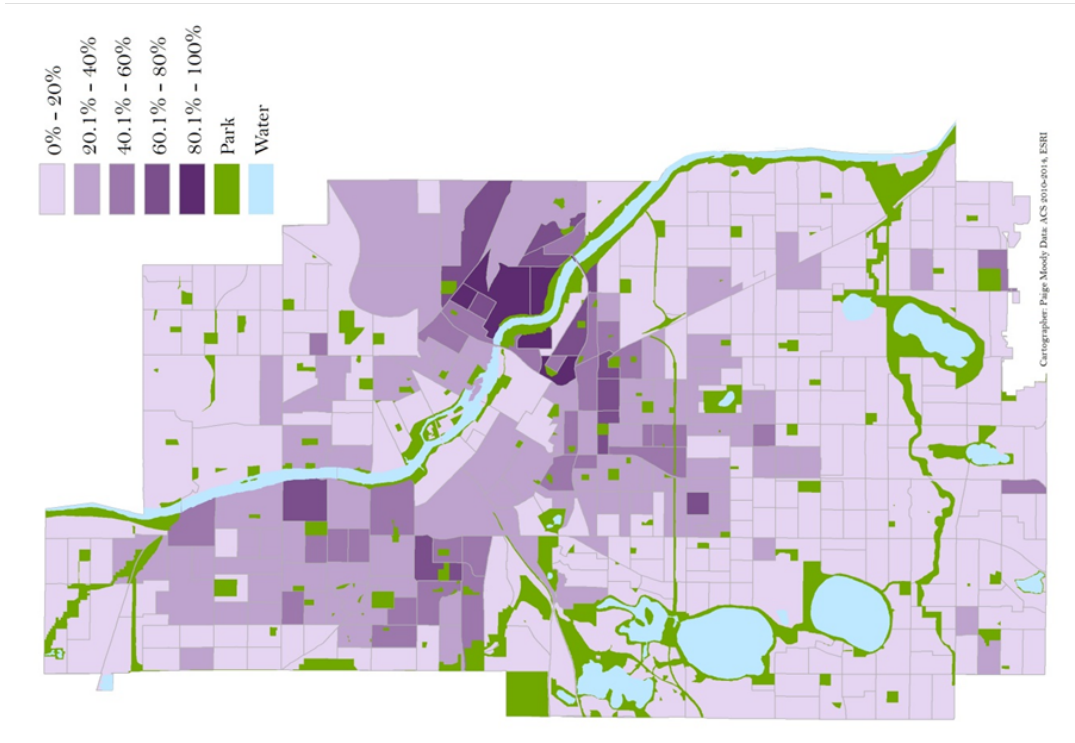 0% - 20%
20.1% - 40%
40.1% - 60%
60.1% - 80%
80.1% - 100%
Park
Water
Cartographer: Paige Moody Data: ACS 2010-2014, ESRI